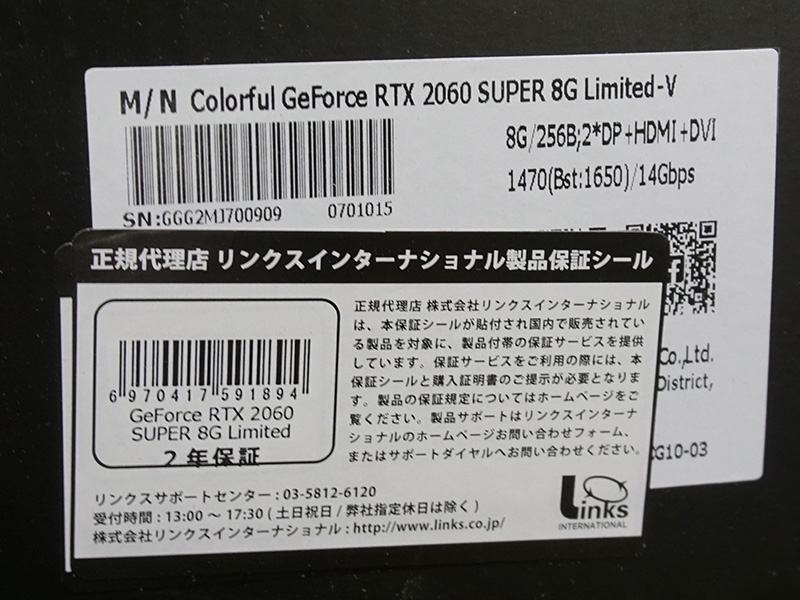 M/N Colorful GeForce RTX 2060 SUPER 8G Limited-V
8G/256B;2*DP+HDMI+DVI
1470(Bst:1650)/14Gbps
SN:GGG2MJ700909 0701015
正規代理店 リンクスインターナショナル製品保証シール
6 970417 591894
GeForce RTX 2060
SUPER 8G Limited
2年保証
正規代理店 株式会社リンクスインターナショナル
は、本保証シールが貼付され国内で販売されてい
る製品を対象に、製品付帯の保証サービスを提供
しています。保証サービスをご利用の際には、本
保証シールと購入証明書のご提示が必要となりま
す。製品の保証規定についてはホームページをご
覧ください。製品サポートはリンクスインターナ
ショナルのホームページお問い合わせフォーム、
またはサポートダイヤルへお問い合わせください。
リンクスサポートセンター：03-5812-6120
受付時間：13:00 ～ 17:30 ( 土日祝日 / 弊社指定休日は除く )
株式会社リンクスインターナショナル：http://www.links.co.jp/
Links
INTERNATIONAL
Co.,Ltd.
District,
G10-03